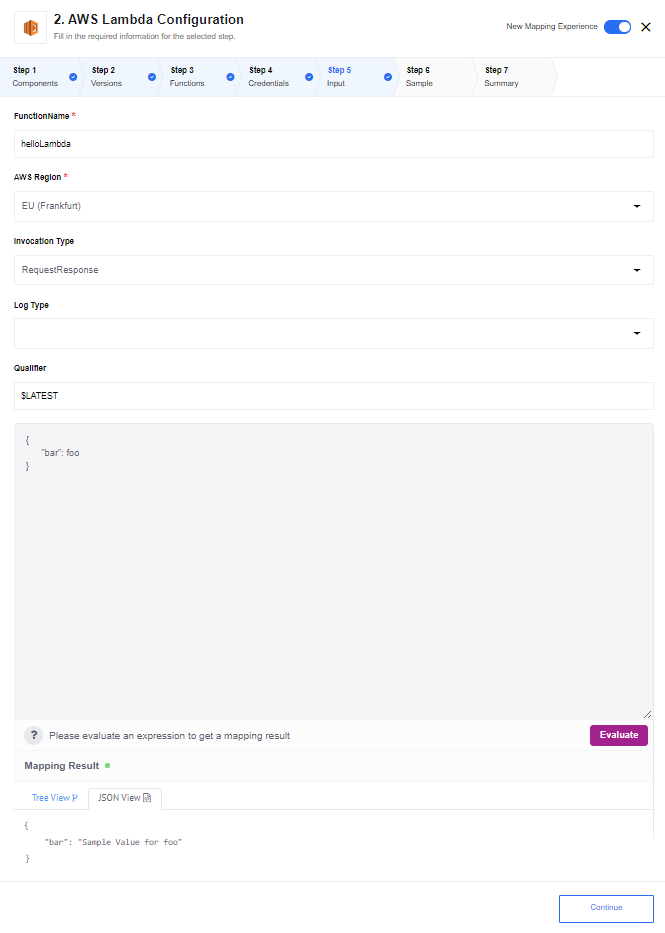 2. AWS Lambda Configuration
Fill in the required information for the selected step.
New Mapping Experience
Step 1
Components
Step 2
Versions
Step 3
Functions
Step 4
Credentials
Step 5
Input
Step 6
Sample
Step 7
Summary
FunctionName *
helloLambda
AWS Region *
EU (Frankfurt)
Invocation Type
RequestResponse
Log Type
Qualifier
$LATEST
{
"bar": foo
}
? Please evaluate an expression to get a mapping result
Evaluate
Mapping Result
Tree View
JSON View
{
"bar": "Sample Value for foo"
}
Continue